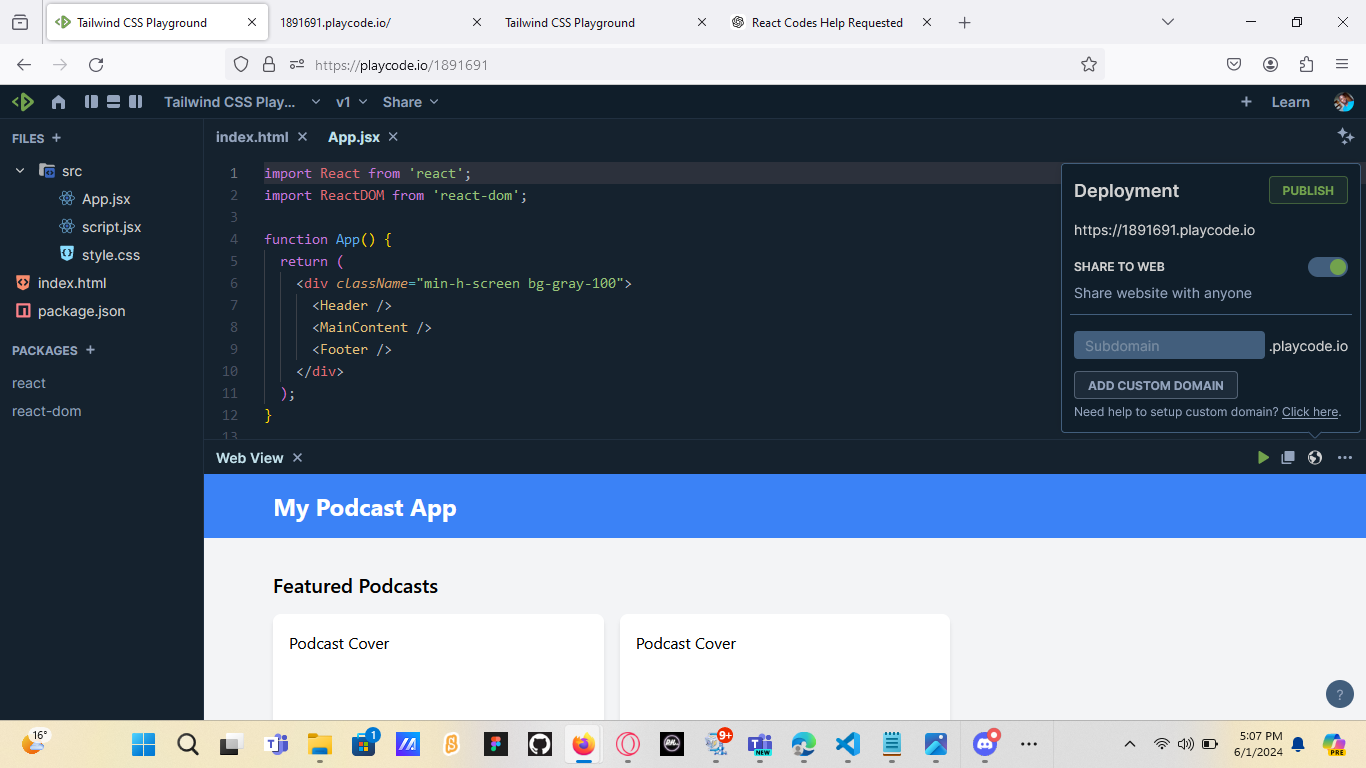 Tailwind CSS Playground
1891691.playcode.io/
Tailwind CSS Playground
React Codes Help Requested
https://playcode.io/1891691
Tailwind CSS Play...
v1
Share
Learn
FILES
src
App.jsx
script.jsx
style.css
index.html
package.json
PACKAGES
react
react-dom
index.html
App.jsx
1 import React from 'react';
2 import ReactDOM from 'react-dom';
3
4 function App() {
5 return (
6 <div className="min-h-screen bg-gray-100">
7 <Header />
8 <MainContent />
9 <Footer />
10 </div>
11 );
12 }
13
Deployment
PUBLISH
https://1891691.playcode.io
SHARE TO WEB
Share website with anyone
Subdomain
.playcode.io
ADD CUSTOM DOMAIN
Need help to setup custom domain? Click here.
Web View
My Podcast App
Featured Podcasts
Podcast Cover
Podcast Cover
?
16°
1
9+
NEW
5:07 PM
6/1/2024
PRE